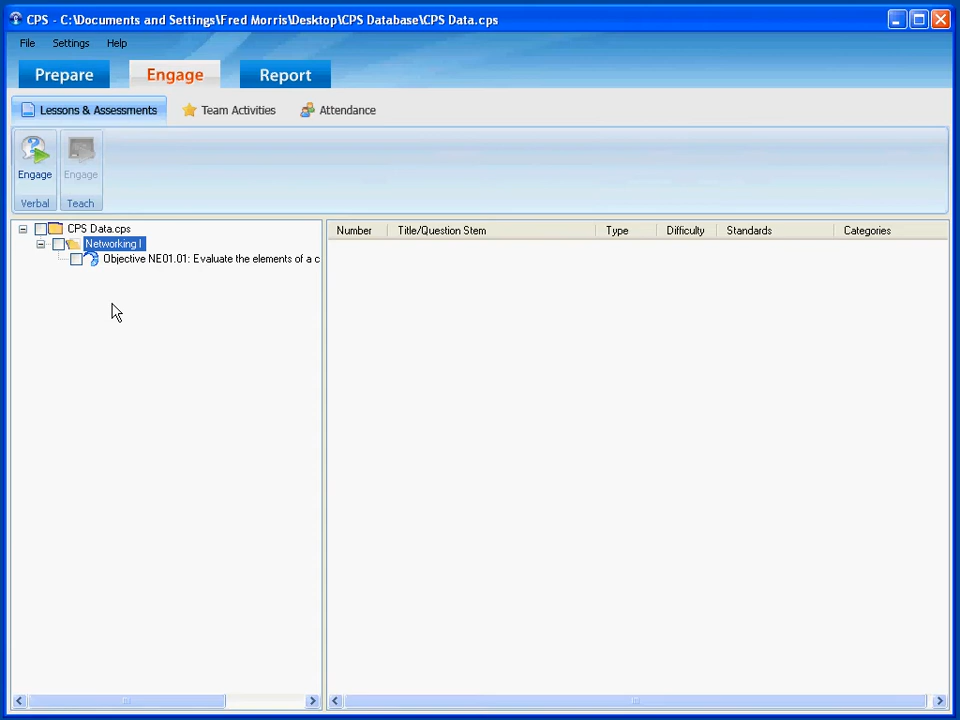 CPS - C:\Documents and Settings\Fred Morris\Desktop\CPS Database\CPS Data.cps
File Settings Help
Prepare Engage Report
Lessons & Assessments Team Activities Attendance
Engage Engage
Verbal Teach
CPS Data.cps
Number Title/Question Stem Type Difficulty Standards Categories
Networking I
Objective NE01.01: Evaluate the elements of a c